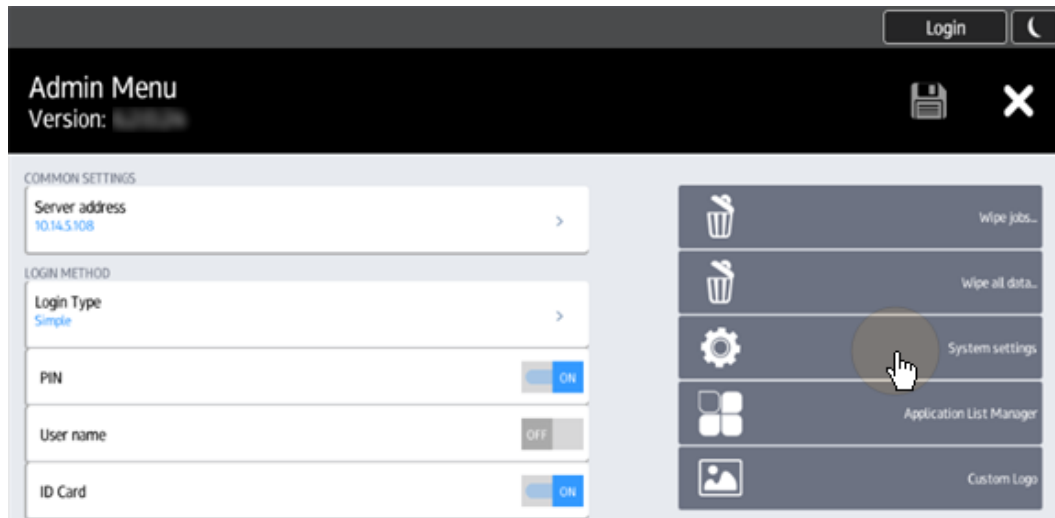 Login
Admin Menu
Version:
COMMON SETTINGS
Server address
10.14.5.108
LOGIN METHOD
Login Type
Simple
PIN
ON
User name
OFF
ID Card
ON
Wipe jobs...
Wipe all data...
System settings
Application List Manager
Custom Logo